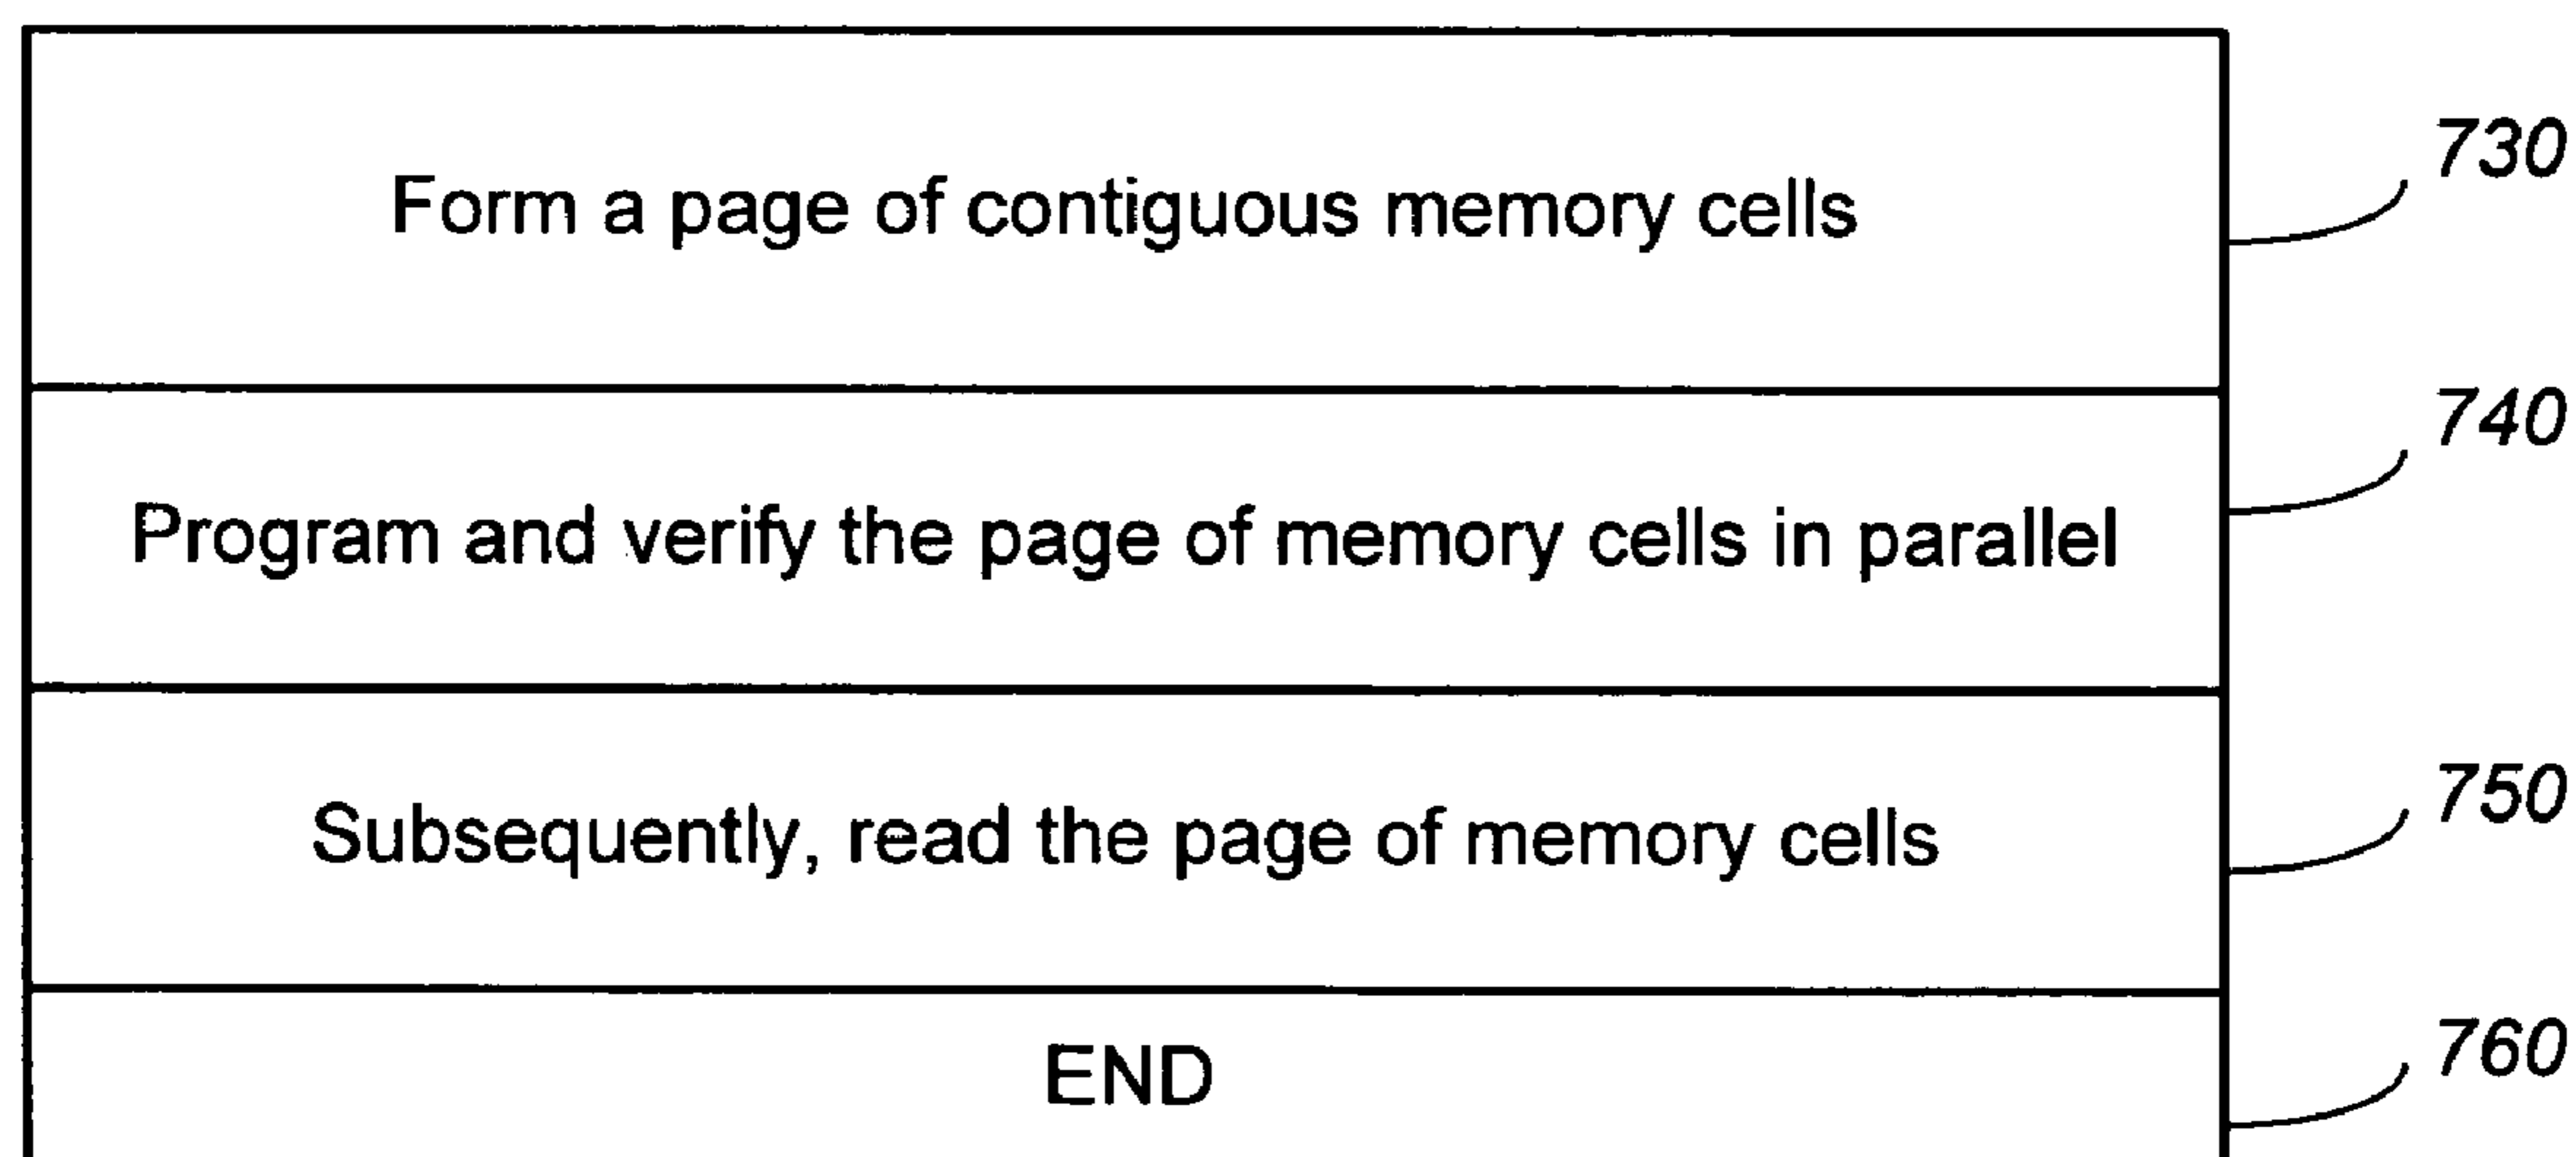 Form a page of contiguous memory cells
730
Program and verify the page of memory cells in parallel
740
Subsequently, read the page of memory cells
750
END
760